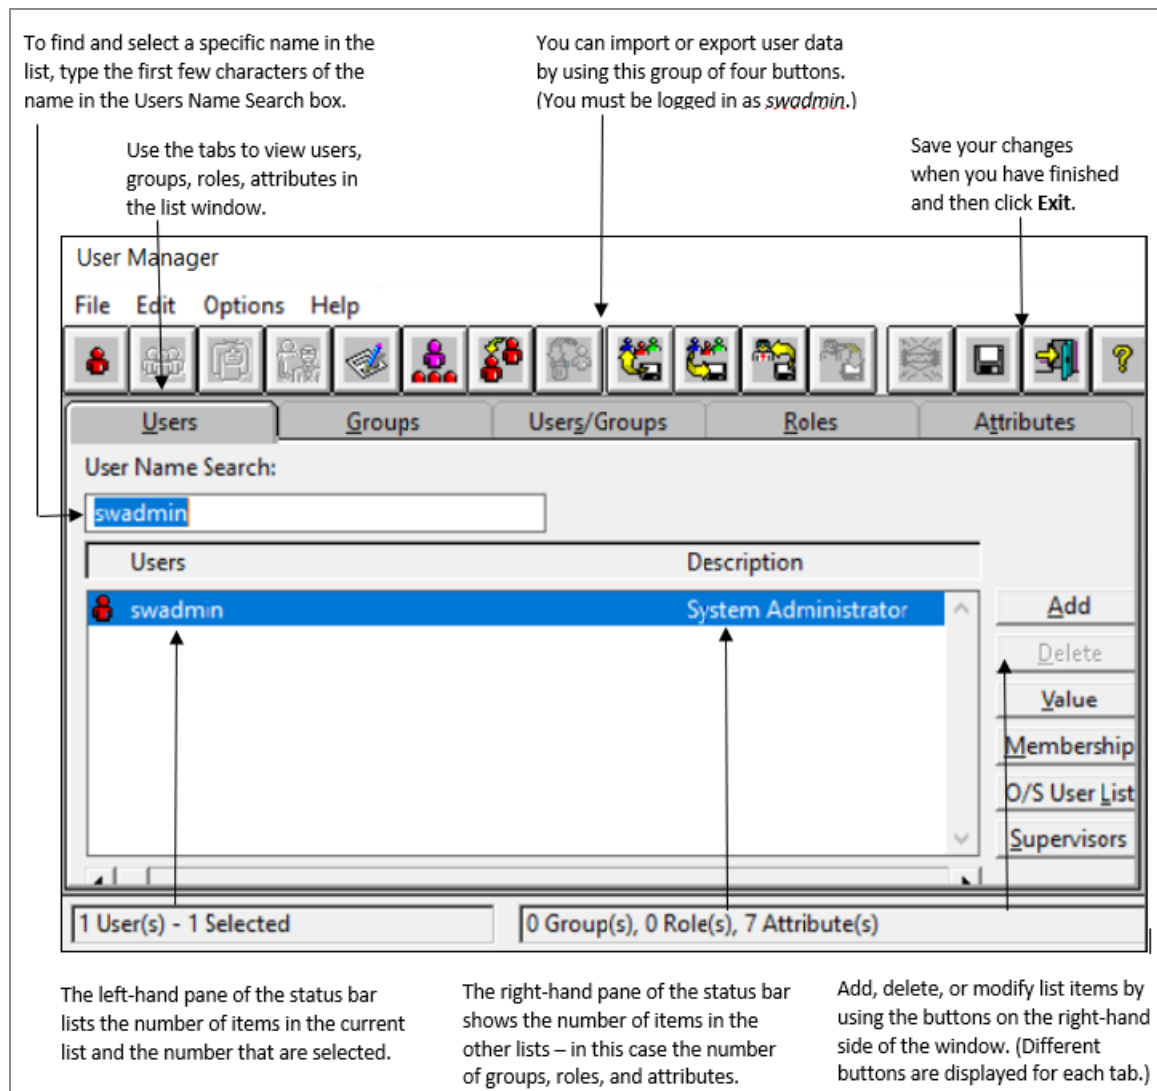 To find and select a specific name in the
list, type the first few characters of the
name in the Users Name Search box.
You can import or export user data
by using this group of four buttons.
(You must be logged in as swadmin.)
Use the tabs to view users,
groups, roles, attributes in
the list window.
Save your changes
when you have finished
and then click Exit.
User Manager
File Edit Options Help
Users Groups Users/Groups Roles Attributes
User Name Search:
swadmin
Users Description
swadmin System Administrator
Add
Delete
Value
Membership
O/S User List
Supervisors
1 User(s) - 1 Selected
0 Group(s), 0 Role(s), 7 Attribute(s)
The left-hand pane of the status bar
lists the number of items in the current
list and the number that are selected.
The right-hand pane of the status bar
shows the number of items in the
other lists – in this case the number
of groups, roles, and attributes.
Add, delete, or modify list items by
using the buttons on the right-hand
side of the window. (Different
buttons are displayed for each tab.)